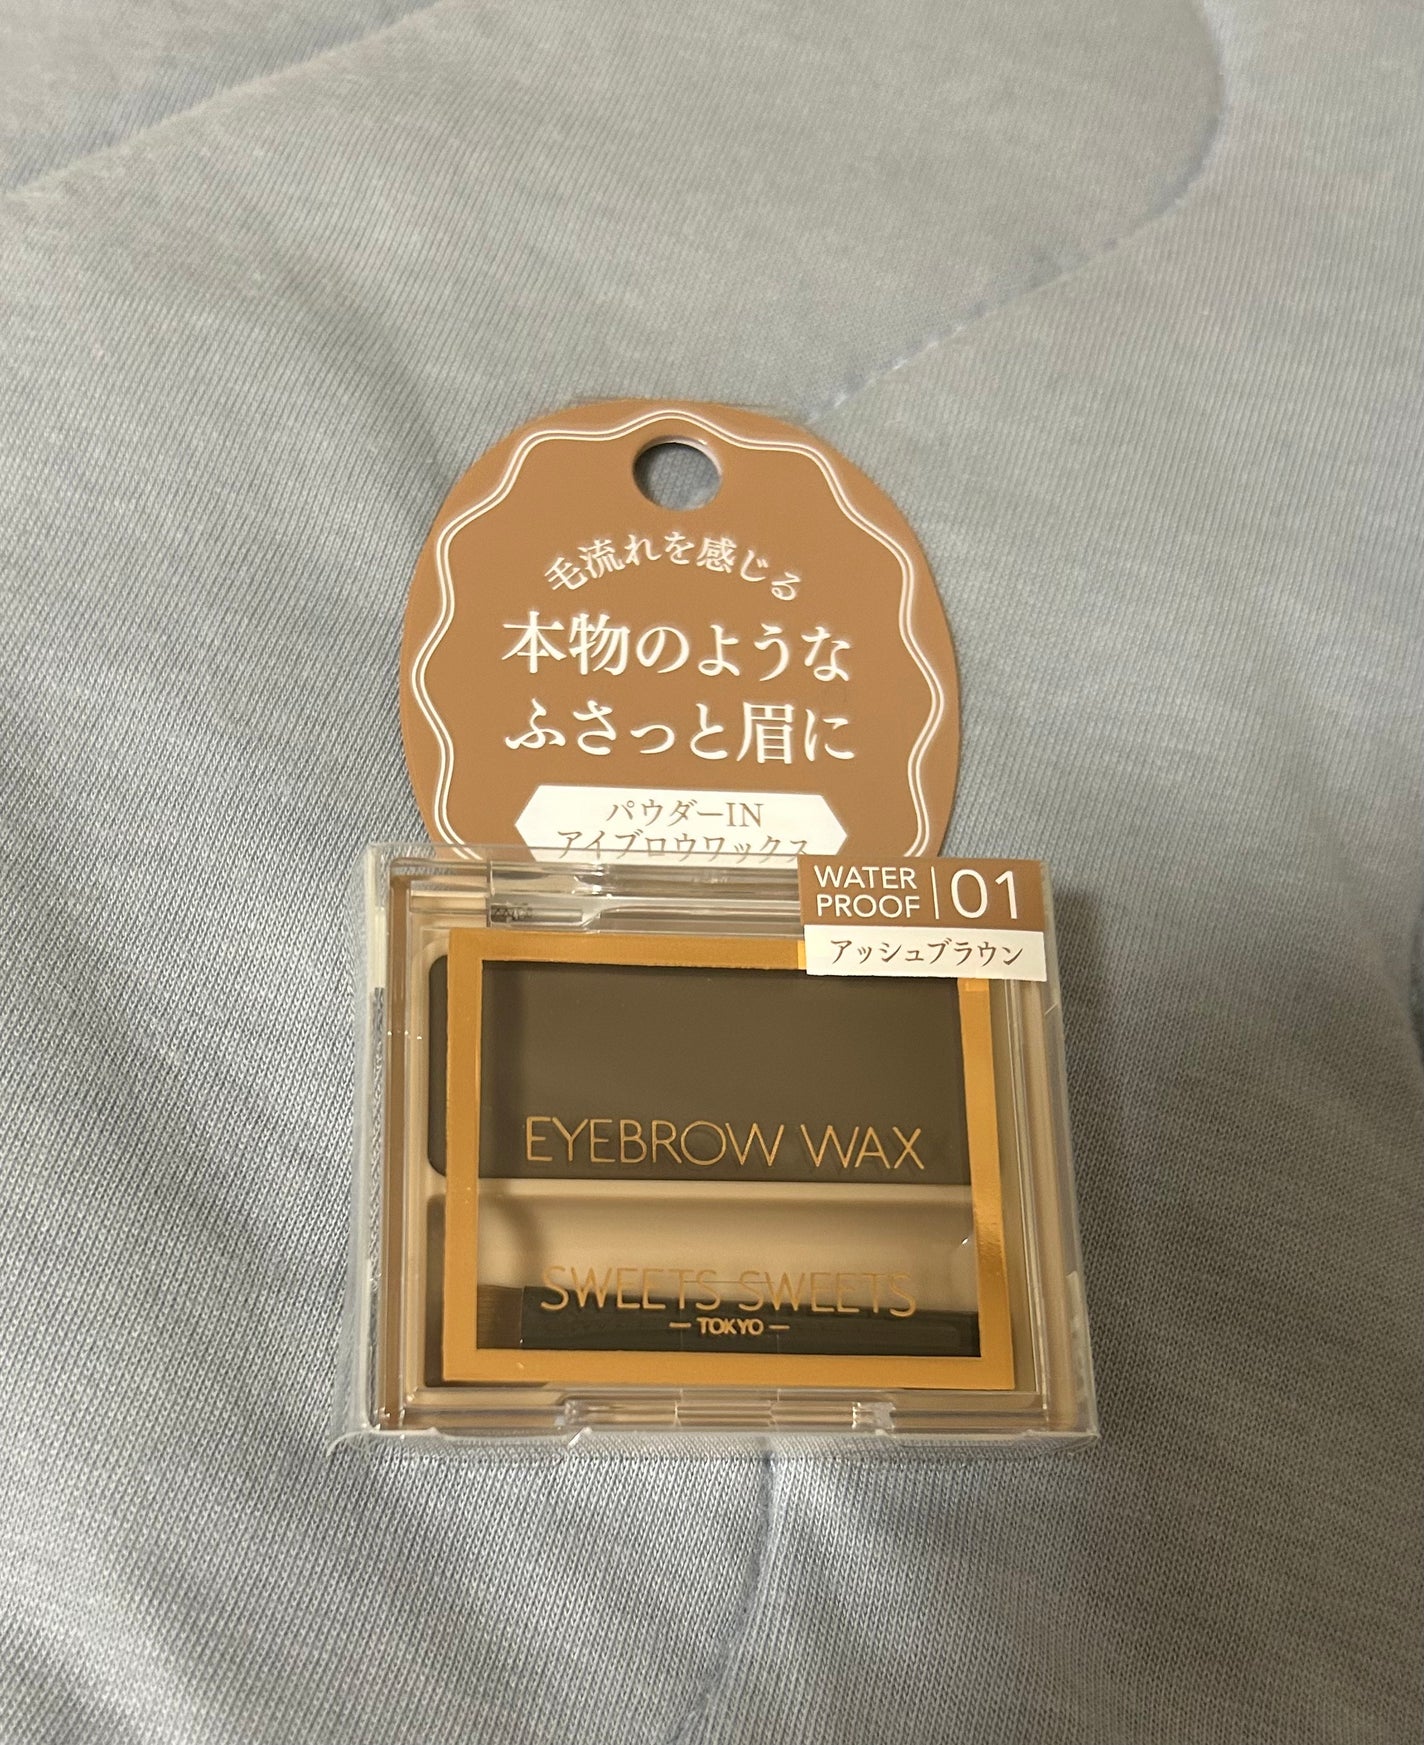 毛流れを感じる
本物のような
ふさっと眉に
パウダーIN
アイブロウワックス
WATER
PROOF
01
アッシュブラウン
EYEBROW WAX
SWEETS SWEETS
TOKYO